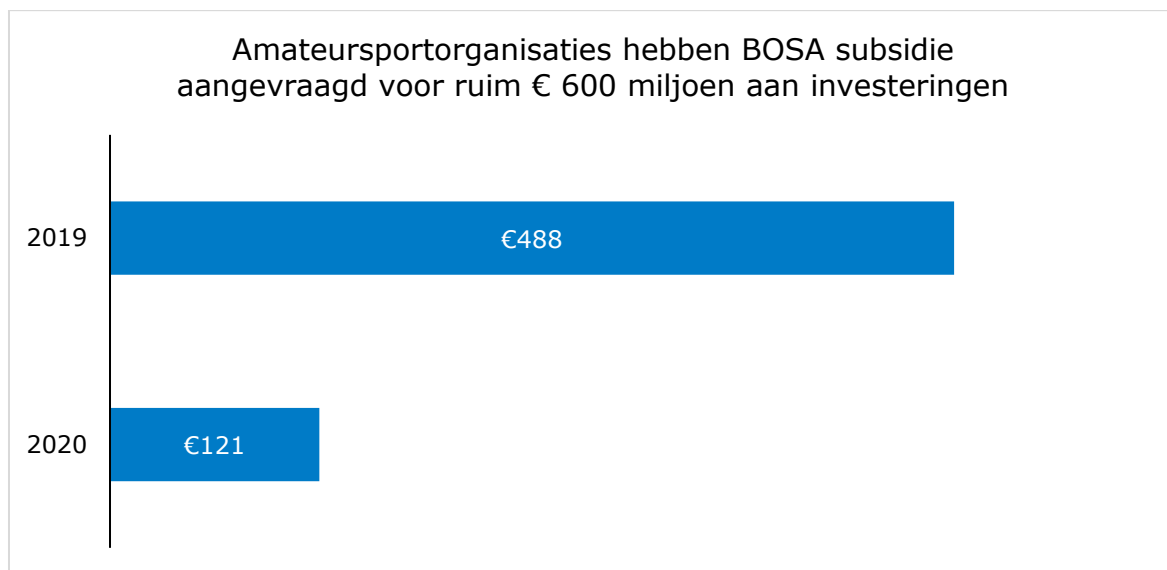 Amateursportorganisaties hebben BOSA subsidie
aangevraagd voor ruim € 600 miljoen aan investeringen
2019
€488
2020
€121